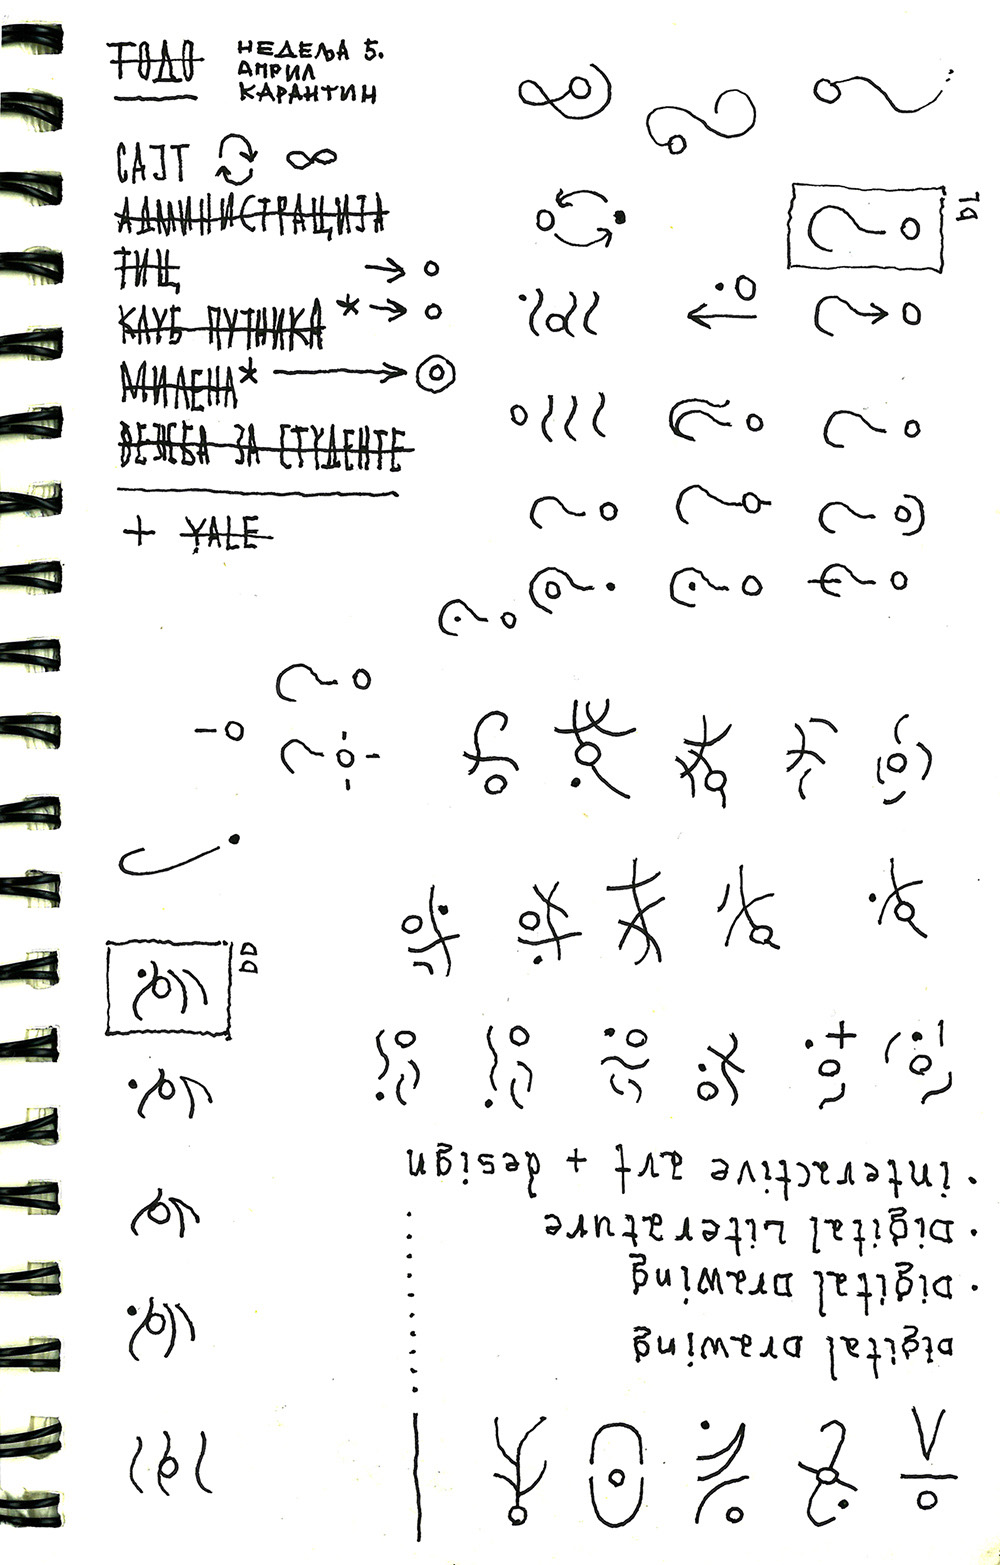 ТОДО
НЕДЕЉА 5.
АПРИЛ
КАРАНТИН
САЈТ
АДМИНИСТРАЦИЈА
ТИЦ
КЛУБ ПУТНИКА *
МИЛЕНА*
ВЕЖБА ЗА СТУДЕНТЕ
+ YALE
ID
DD
DIGITAL DRAWING
· DIGITAL DRAWING
· DIGITAL LITERATURE
· interactive art + design